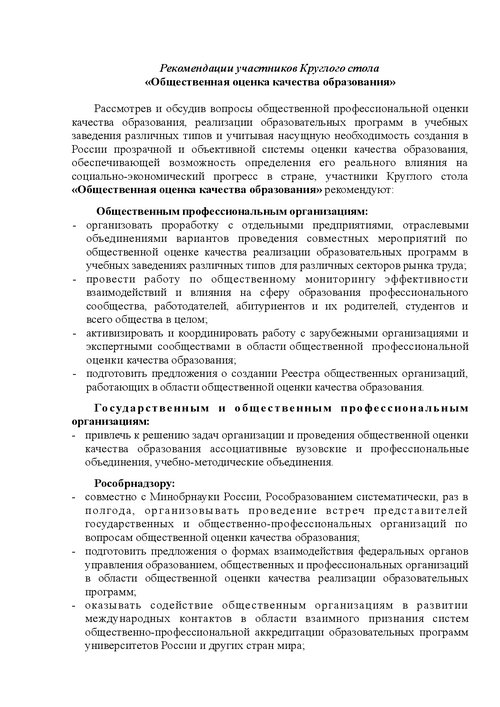 Рекомендации участников Круглого стола
«Общественная оценка качества образования»
Рассмотрев и обсудив вопросы общественной профессиональной оценки
качества образования, реализации образовательных программ в учебных
заведения различных типов и учитывая насущную необходимость создания в
России прозрачной и объективной системы оценки качества образования,
обеспечивающей возможность определения его реального влияния на
социально-экономический прогресс в стране, участники Круглого стола
«Общественная оценка качества образования» рекомендуют:
Общественным профессиональным организациям:
- организовать проработку с отдельными предприятиями, отраслевыми
объединениями вариантов проведения совместных мероприятий по
общественной оценке качества реализации образовательных программ в
учебных заведениях различных типов для различных секторов рынка труда;
- провести работу по общественному мониторингу эффективности
взаимодействий и влияния на сферу образования профессионального
сообщества, работодателей, абитуриентов и их родителей, студентов и
всего общества в целом;
- активизировать и координировать работу с зарубежными организациями и
экспертными сообществами в области общественной профессиональной
оценки качества образования;
- подготовить предложения о создании Реестра общественных организаций,
работающих в области общественной оценки качества образования.
Государственным и общественным профессиональным
организациям:
- привлечь к решению задач организации и проведения общественной оценки
качества образования ассоциативные вузовские и профессиональные
объединения, учебно-методические объединения.
Рособрнадзору:
- совместно с Минобрнауки России, Рособразованием систематически, раз в
полгода, организовывать проведение встреч представителей
государственных и общественно-профессиональных организаций по
вопросам общественной оценки качества образования;
- подготовить предложения о формах взаимодействия федеральных органов
управления образованием, общественных и профессиональных организаций
в области общественной оценки качества реализации образовательных
программ;
- оказывать содействие общественным организациям в развитии
международных контактов в области взаимного признания систем
общественно-профессиональной аккредитации образовательных программ
университетов России и других стран мира;